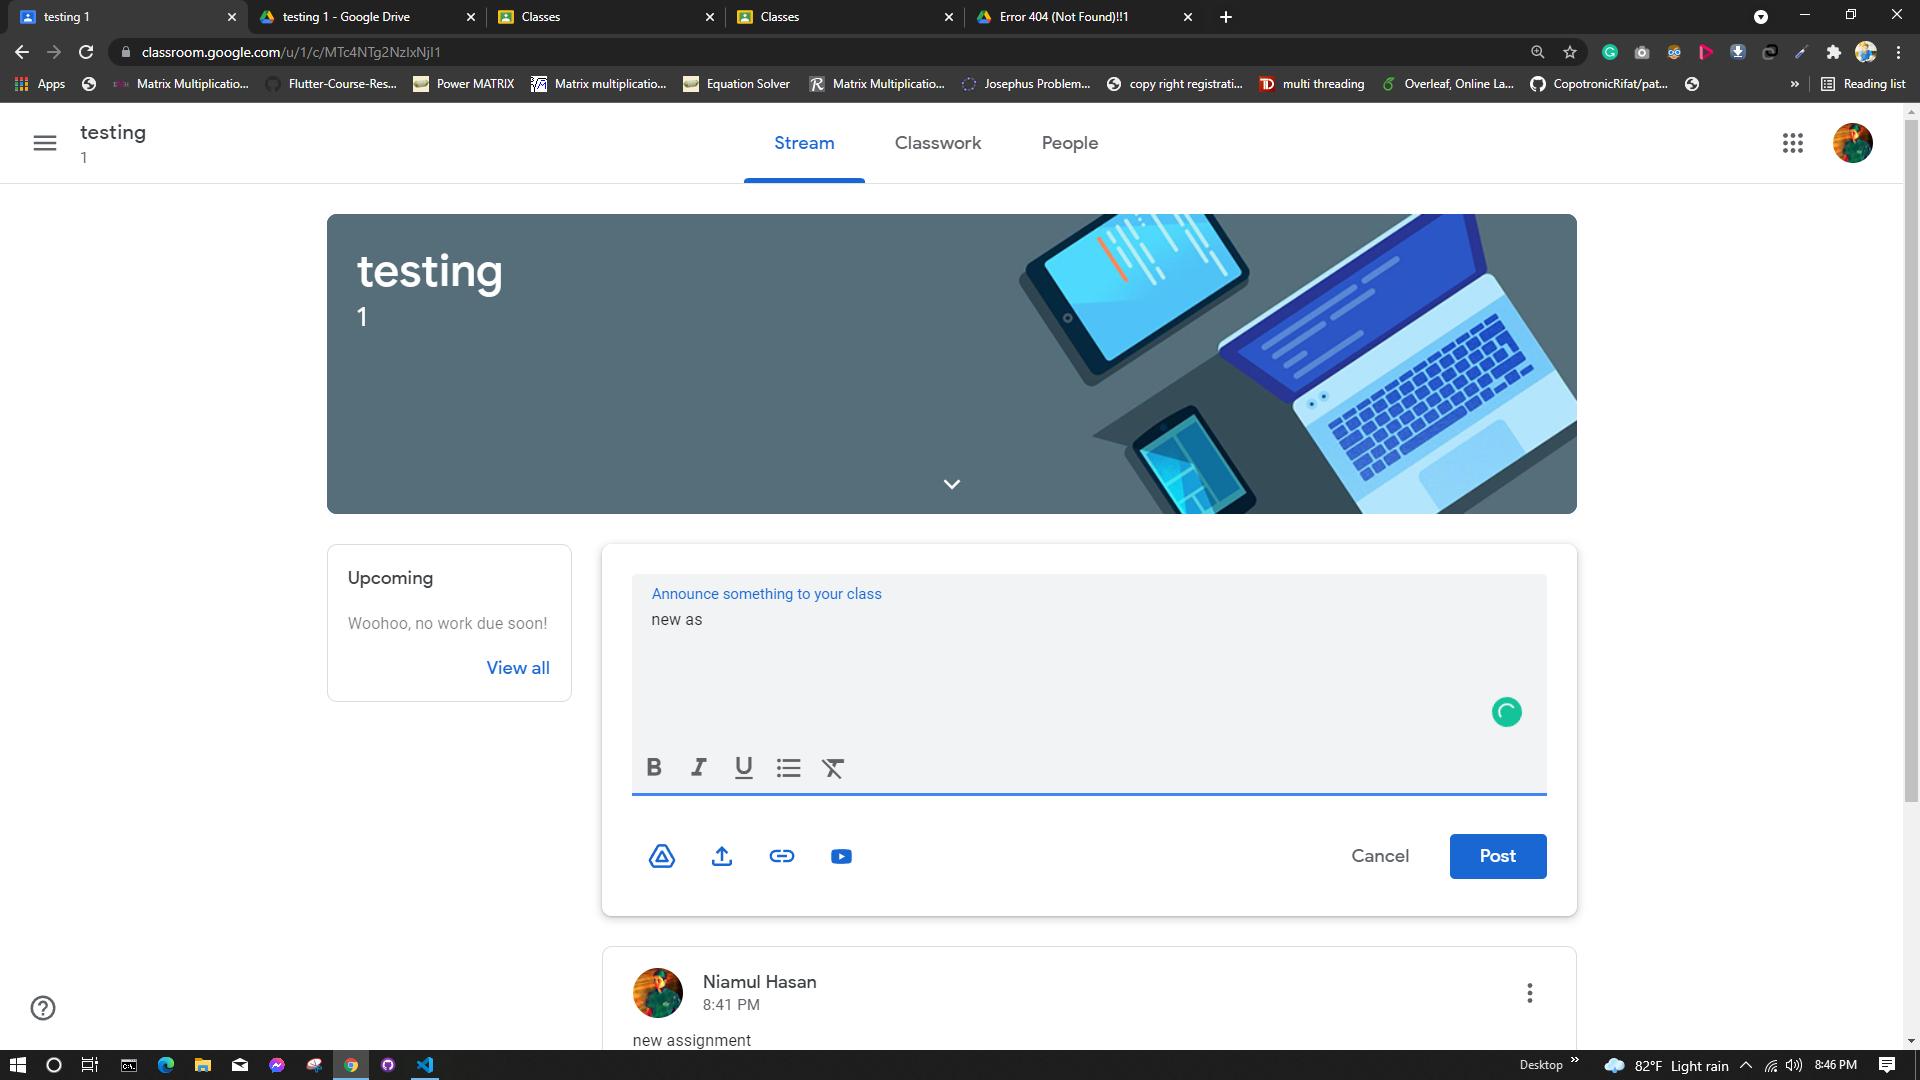 testing 1
testing 1 - Google Drive
Classes
Classes
Error 404 (Not Found)!!1
classroom.google.com/u/1/c/MTc4NTg2NzIxNjI1
Apps
Matrix Multiplicatio...
Flutter-Course-Res...
Power MATRIX
Matrix multiplicatio...
Equation Solver
Matrix Multiplicatio...
Josephus Problem...
copy right registrati...
multi threading
Overleaf, Online La...
CopotronicRifat/pat...
»
Reading list
testing
1
Stream
Classwork
People
testing
1
Upcoming
Woohoo, no work due soon!
View all
Announce something to your class
new as
B I U
Cancel
Post
Niamul Hasan
8:41 PM
new assignment
Desktop
»
82°F Light rain
8:46 PM